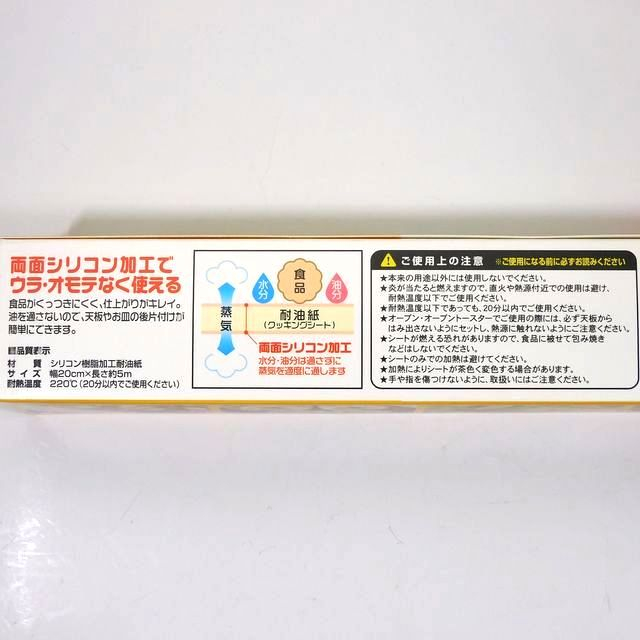 両面シリコン加工で
ウラ・オモテなく使える
食品がくっつきにくく、仕上がりがキレイ。
油を通さないので、天板やお皿の後片付けが
簡単にできます。
■品質表示
材　質　シリコン樹脂加工耐油紙
サイズ　幅20cm×長さ約5m
耐熱温度　220℃（20分以内でご使用ください）
水分
食品
油分
蒸気
耐油紙
（クッキングシート）
両面シリコン加工
水分・油分は通さずに
蒸気を適度に通します
ご使用上の注意　※ご使用になる前に必ずお読みください
★本来の用途以外には使用しないでください。
★炎が当たると燃えますので、直火や熱源付近での使用は避け、
耐熱温度以下でご使用ください。
★耐熱温度以下であっても、20分以内でご使用ください。
★オーブン・オーブントースターでご使用の際には、必ず天板から
はみ出さないようにセットし、熱源に触れないようにご注意ください。
★シートが燃える恐れがありますので、食品に被せて包み焼き
などはしないでください。
★シートのみでの加熱は避けてください。
★加熱によりシートが茶色く変色する場合があります。
★手や指を傷つけないように、取扱いにはご注意ください。